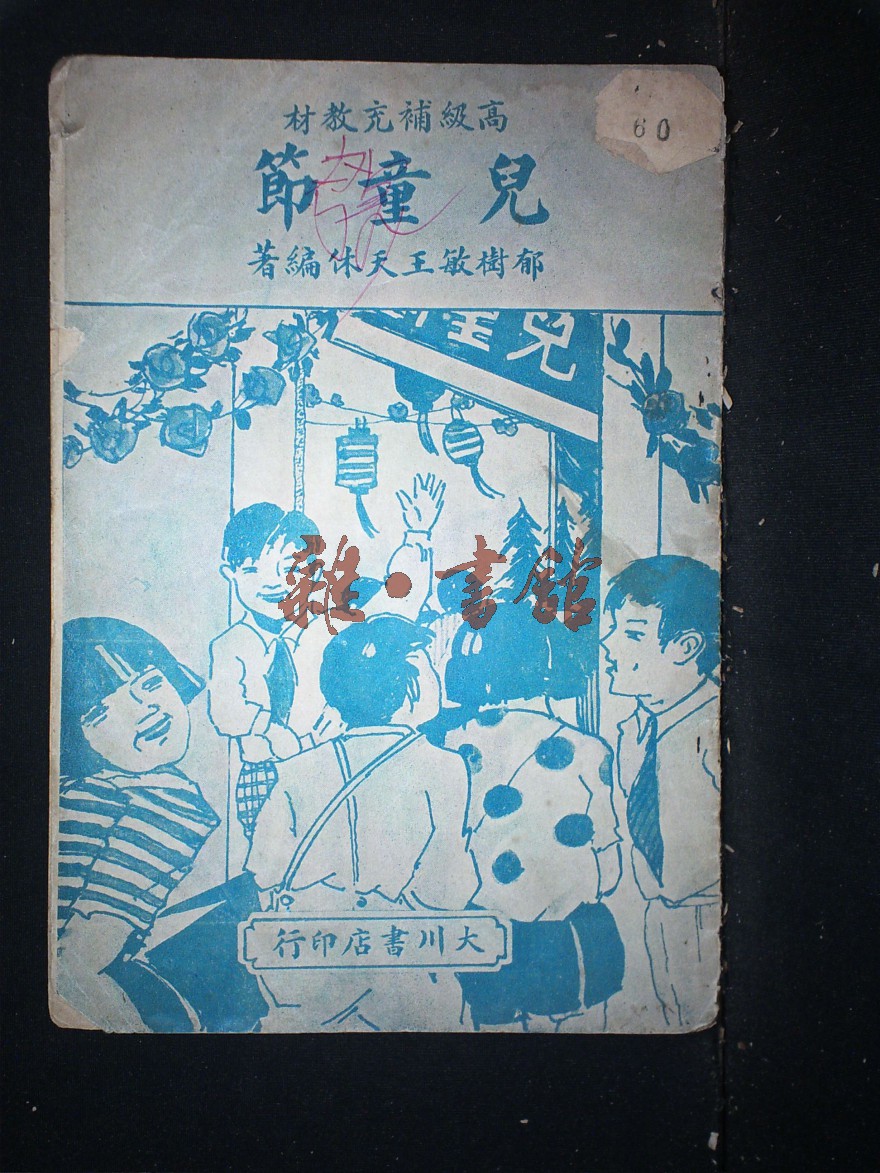 高級補充教材
60
兒童節
郁樹敏王天休編著
兒童
雜·書館
大川書店印行